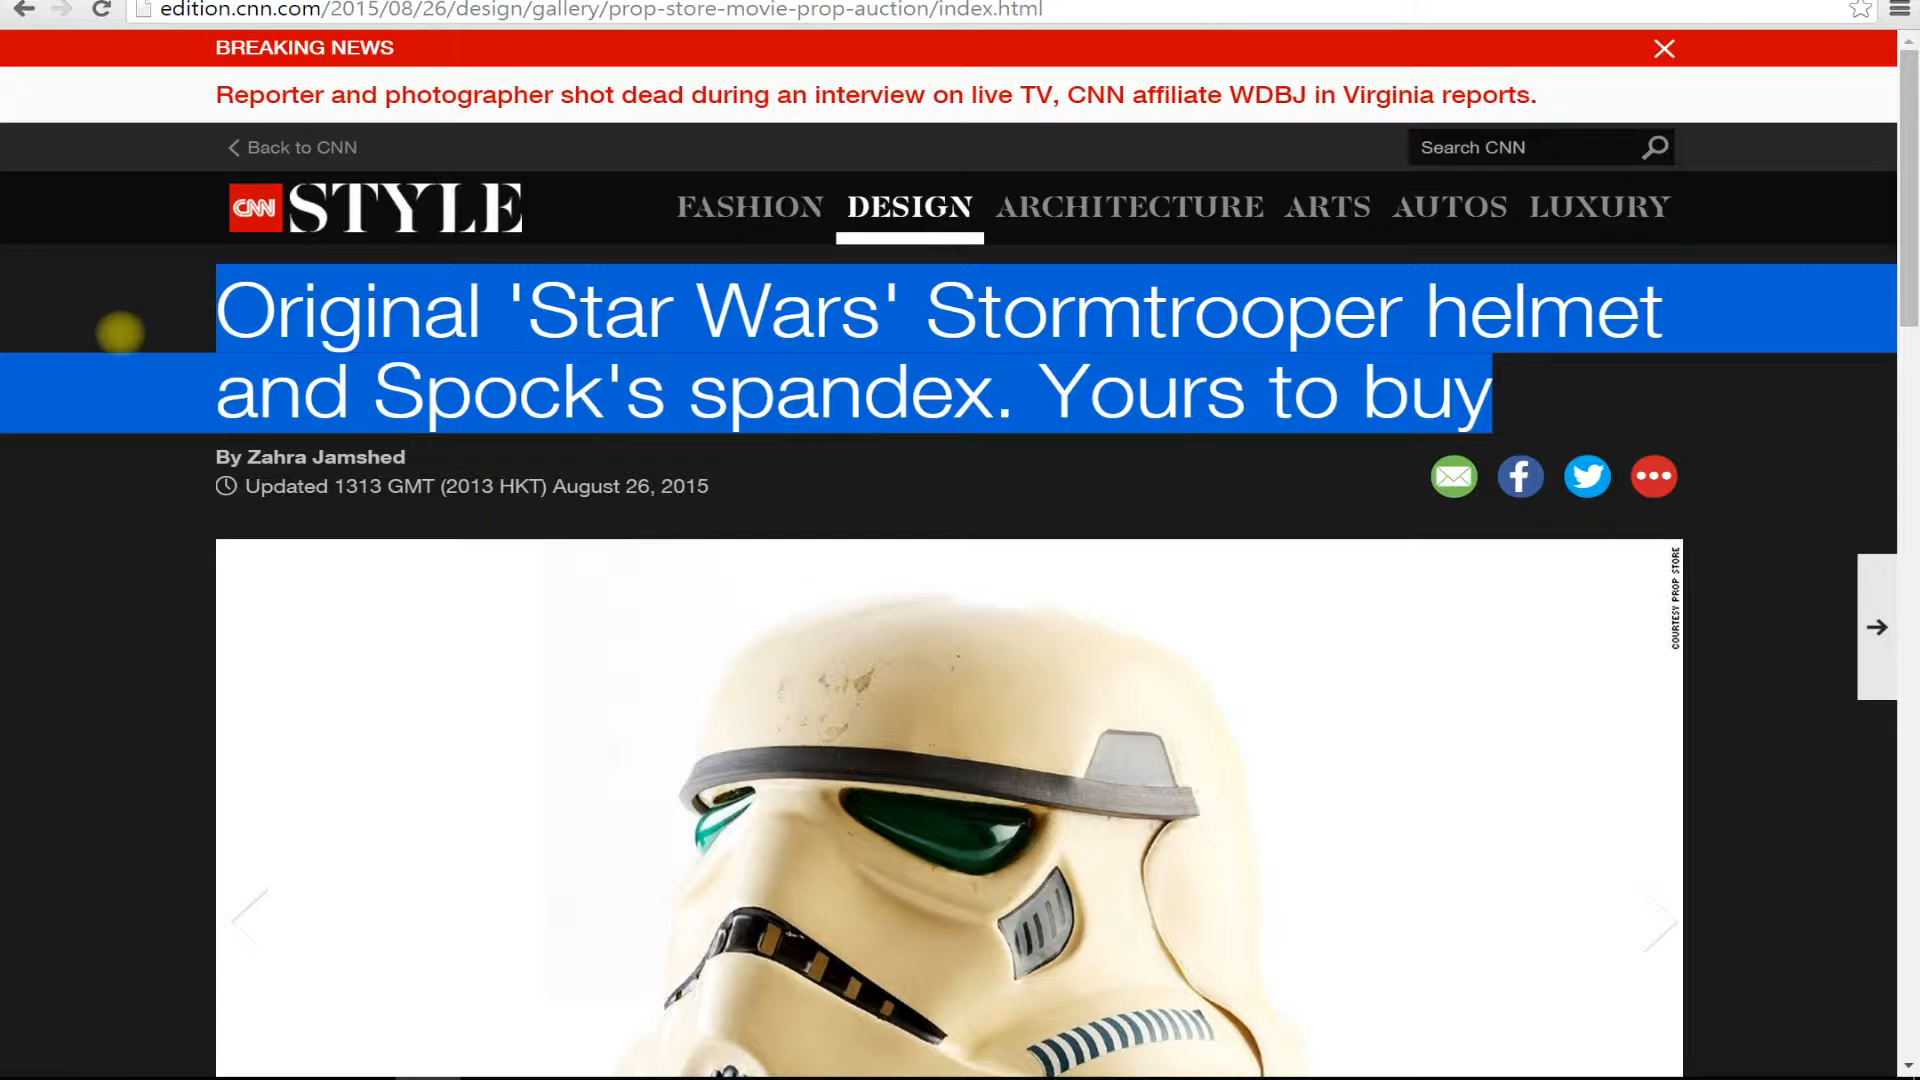 edition.cnn.com/2015/08/26/design/gallery/prop-store-movie-prop-auction/index.html
BREAKING NEWS
Reporter and photographer shot dead during an interview on live TV, CNN affiliate WDBJ in Virginia reports.
Back to CNN
Search CNN
CNN STYLE
FASHION DESIGN ARCHITECTURE ARTS AUTOS LUXURY
Original 'Star Wars' Stormtrooper helmet
and Spock's spandex. Yours to buy
By Zahra Jamshed
Updated 1313 GMT (2013 HKT) August 26, 2015
COURTESY PROP STORE